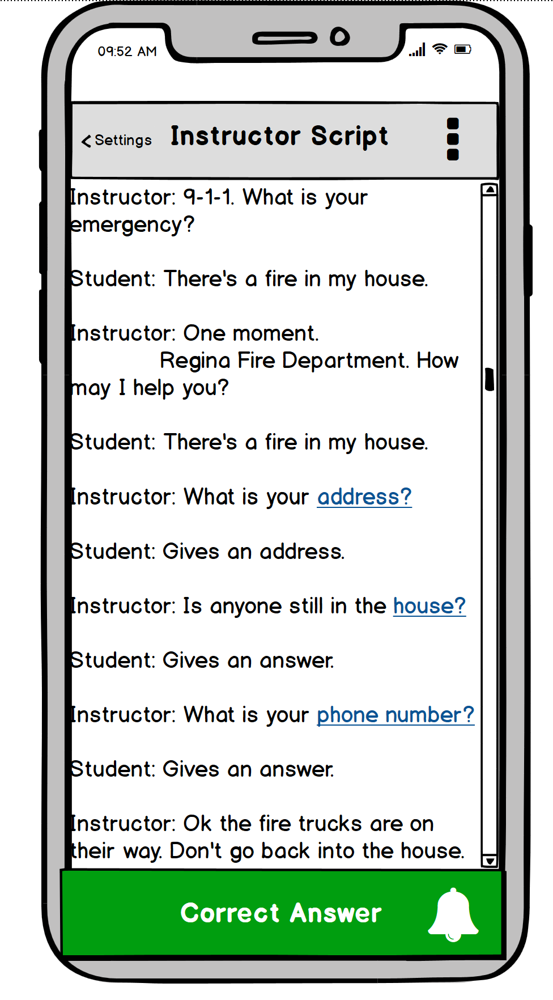 09:52 AM
Settings
Instructor Script
Instructor: 9-1-1. What is your
emergency?
Student: There's a fire in my house.
Instructor: One moment.
Regina Fire Department. How
may I help you?
Student: There's a fire in my house.
Instructor: What is your address?
Student: Gives an address.
Instructor: Is anyone still in the house?
Student: Gives an answer.
Instructor: What is your phone number?
Student: Gives an answer.
Instructor: Ok the fire trucks are on
their way. Don't go back into the house.
Correct Answer